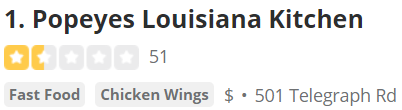 1. Popeyes Louisiana Kitchen
51
Fast Food Chicken Wings $ • 501 Telegraph Rd